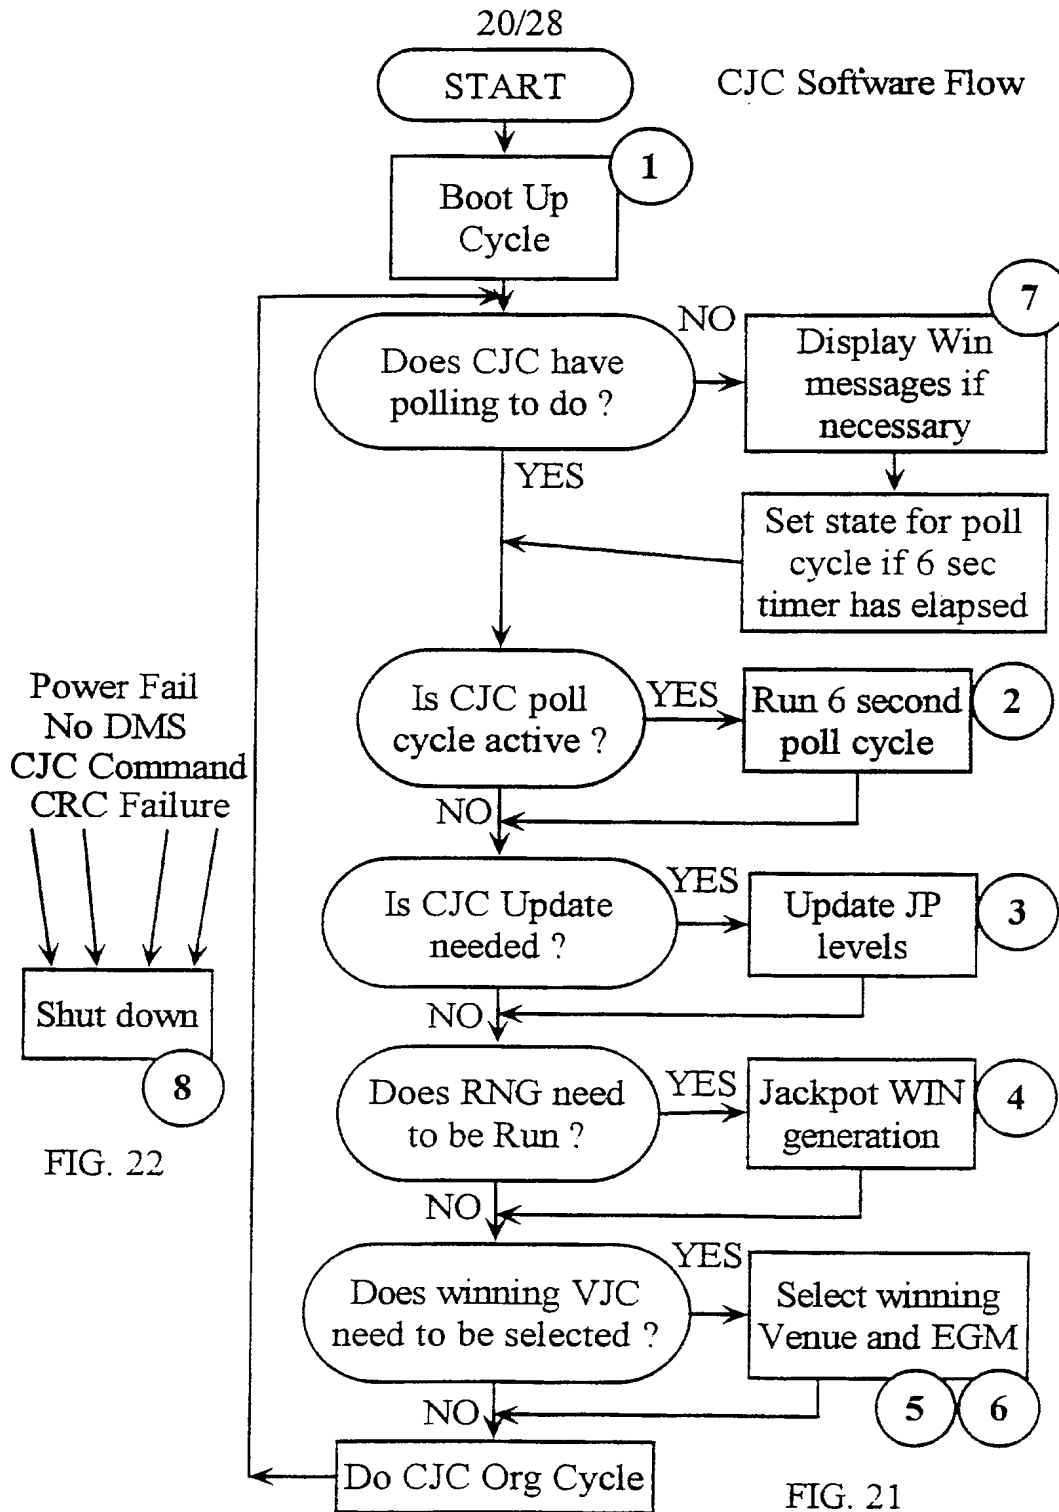 20/28
START
CJC Software Flow
1
Boot Up
Cycle
7
NO
Display Win
messages if
necessary
Does CJC have
polling to do ?
YES
Set state for poll
cycle if 6 sec
timer has elapsed
Is CJC poll
cycle active ?
YES
Run 6 second
poll cycle
2
NO
Power Fail
No DMS
CJC Command
CRC Failure
Shut down
8
FIG. 22
Is CJC Update
needed ?
YES
Update JP
levels
3
NO
Does RNG need
to be Run ?
YES
Jackpot WIN
generation
4
NO
Does winning VJC
need to be selected ?
YES
Select winning
Venue and EGM
5
6
NO
Do CJC Org Cycle
FIG. 21